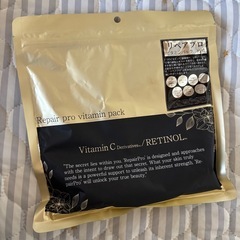 リペアプロ
Repair pro vitamin pack
Vitamin C Derivatives./RETINOL
"The secret lies within you. 'RepairPro' is designed and approaches
with the intent to draw out that secret. What your skin truly
needs is a powerful support to unleash its inherent strength. 'Re-
pairPro' will unlock your true beauty."